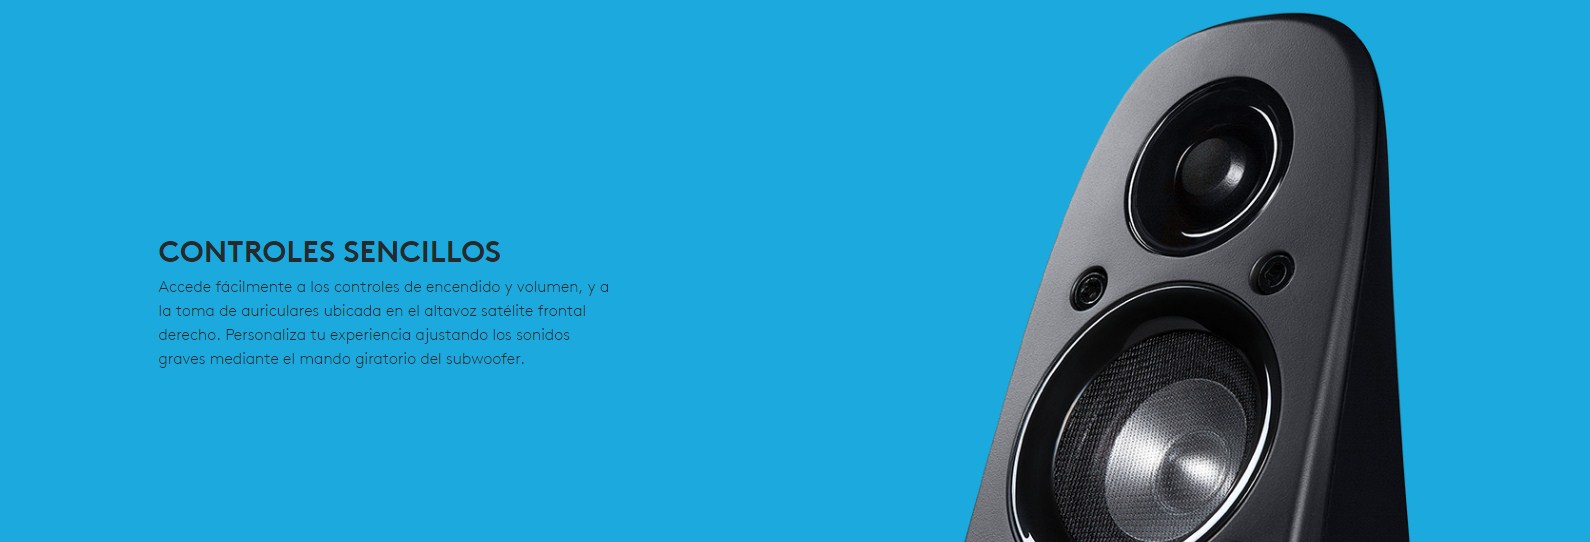 CONTROLES SENCILLOS
Accede fácilmente a los controles de encendido y volumen, y a
la toma de auriculares ubicada en el altavoz satélite frontal
derecho. Personaliza tu experiencia ajustando los sonidos
graves mediante el mando giratorio del subwoofer.